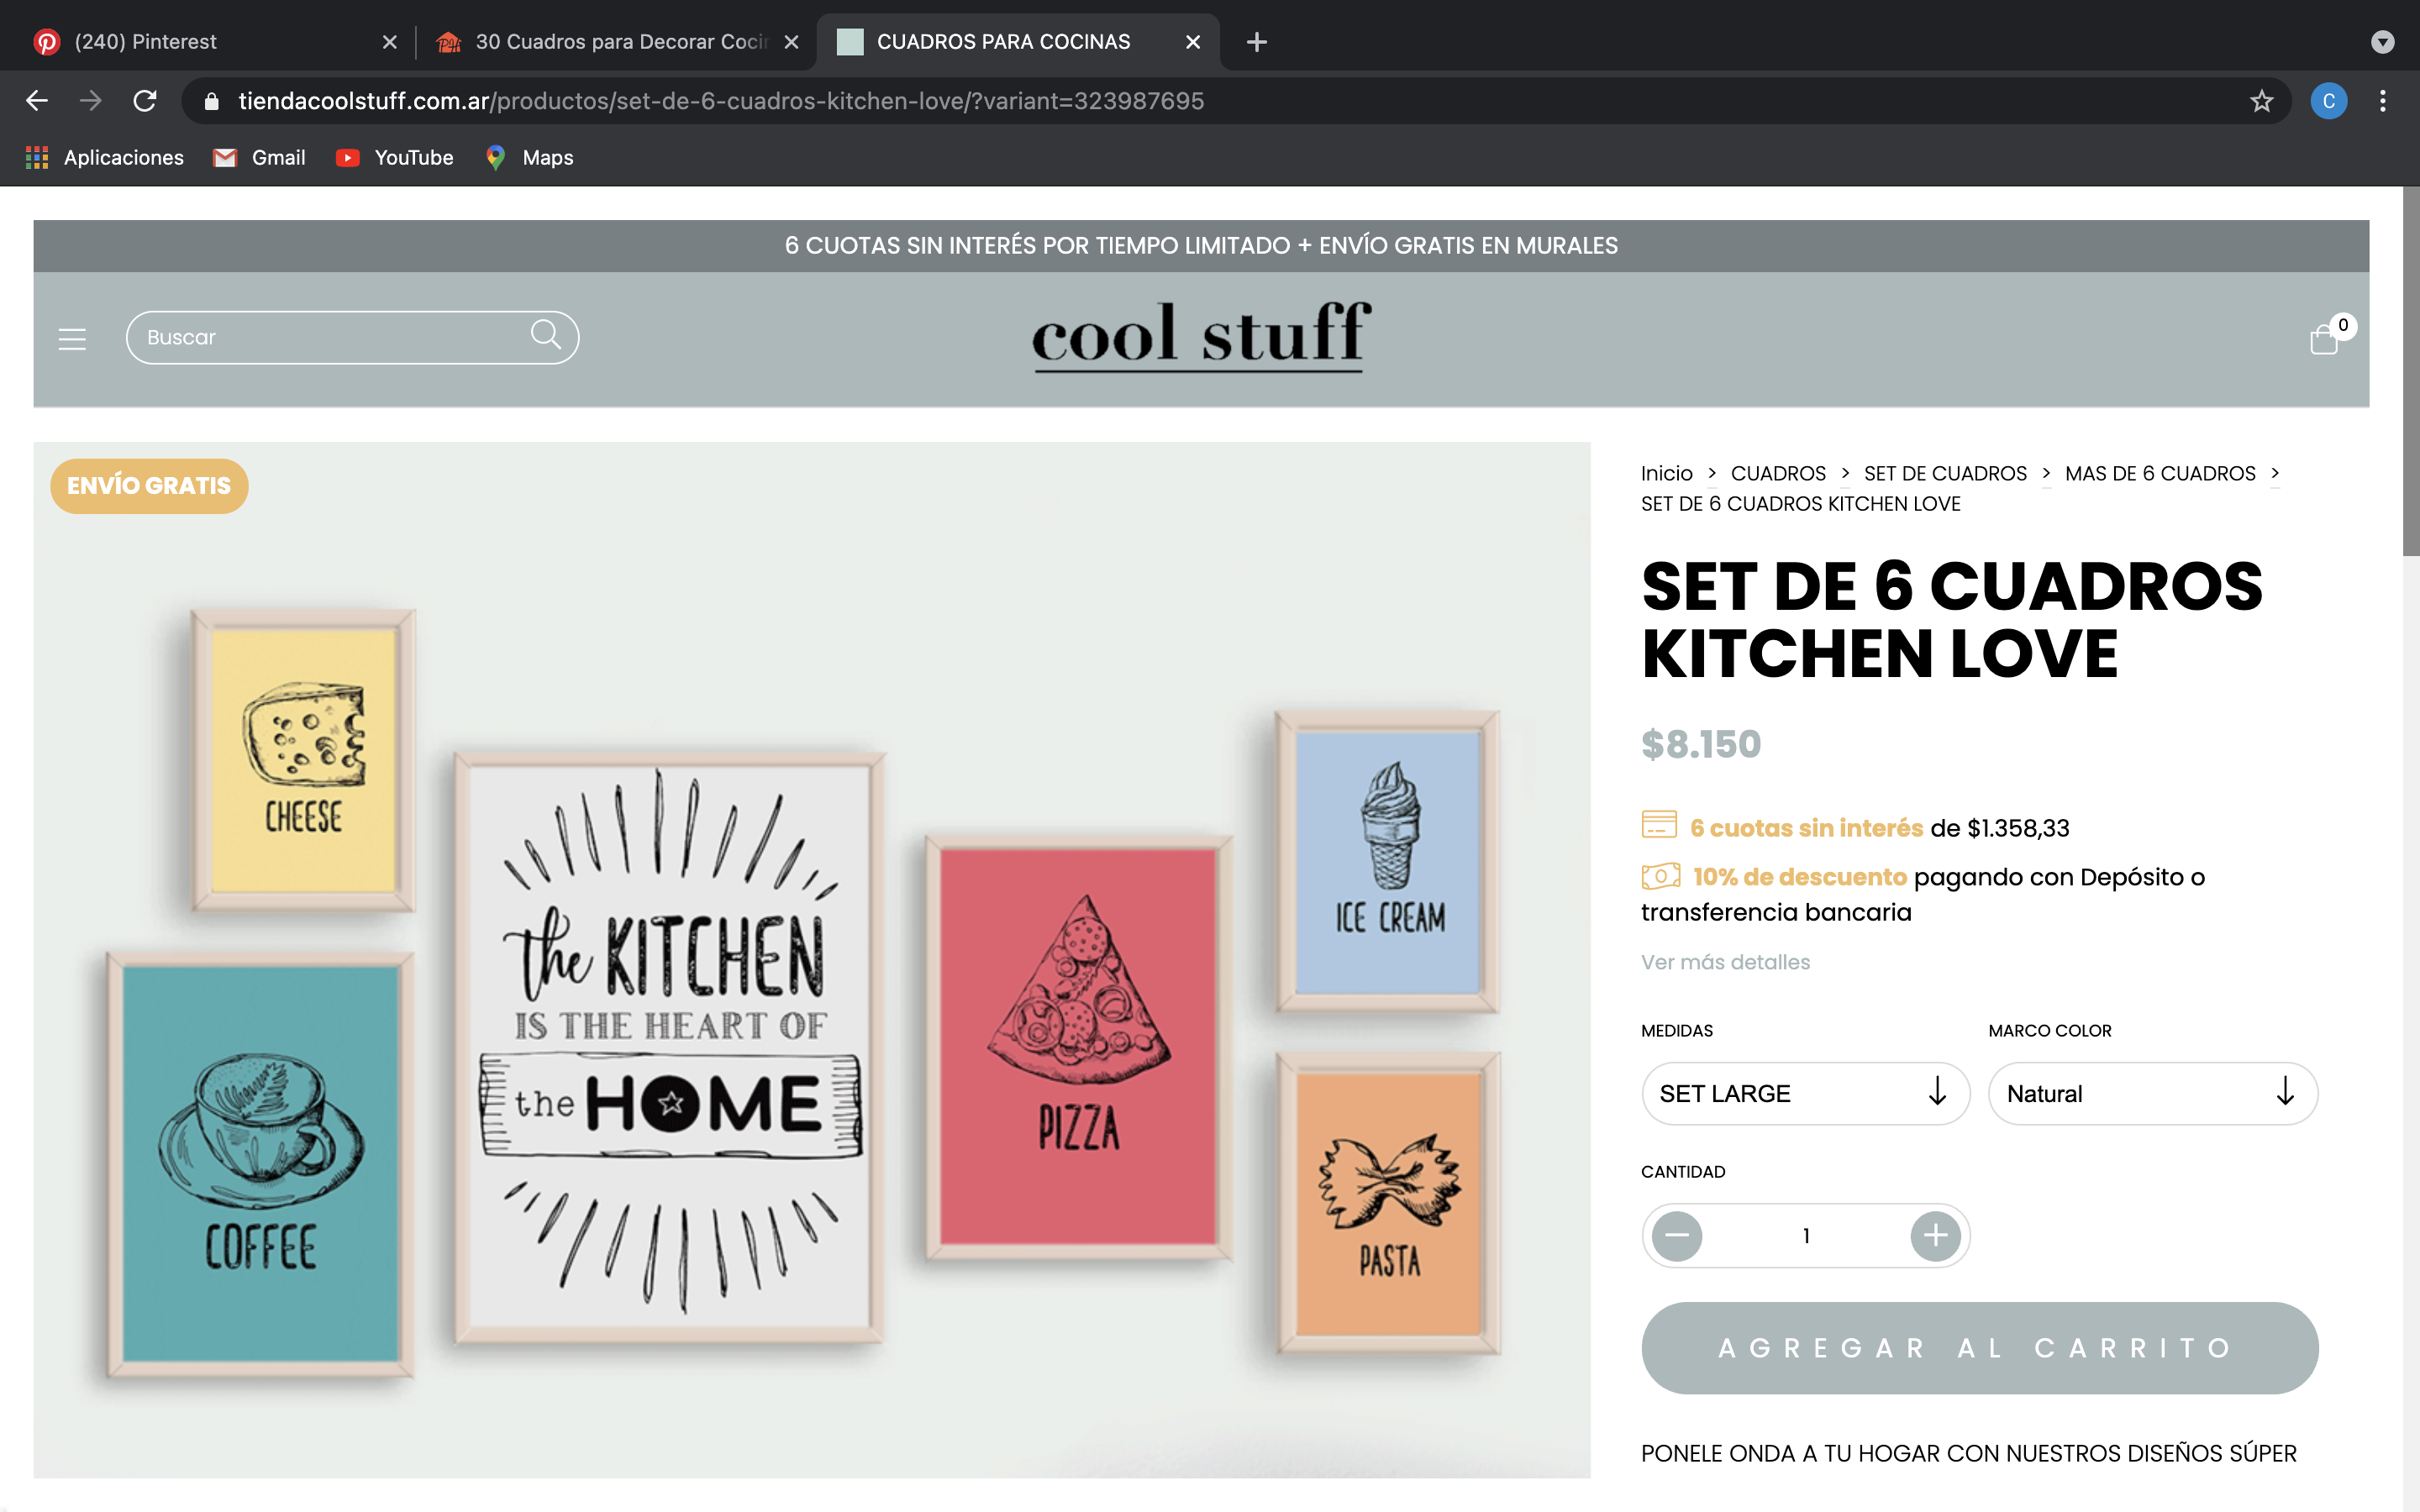 (240) Pinterest
30 Cuadros para Decorar Coci
CUADROS PARA COCINAS
tiendacoolstuff.com.ar/productos/set-de-6-cuadros-kitchen-love/?variant=323987695
C
Aplicaciones
Gmail
YouTube
Maps
6 CUOTAS SIN INTERÉS POR TIEMPO LIMITADO + ENVÍO GRATIS EN MURALES
Buscar
cool stuff
0
ENVÍO GRATIS
CHEESE
COFFEE
the KITCHEN
IS THE HEART OF
the HOME
PIZZA
ICE CREAM
PASTA
Inicio > CUADROS > SET DE CUADROS > MAS DE 6 CUADROS >
SET DE 6 CUADROS KITCHEN LOVE
SET DE 6 CUADROS
KITCHEN LOVE
$8.150
6 cuotas sin interés de $1.358,33
10% de descuento pagando con Depósito o
transferencia bancaria
Ver más detalles
MEDIDAS
MARCO COLOR
SET LARGE
Natural
CANTIDAD
1
AGREGAR AL CARRITO
PONELE ONDA A TU HOGAR CON NUESTROS DISEÑOS SÚPER